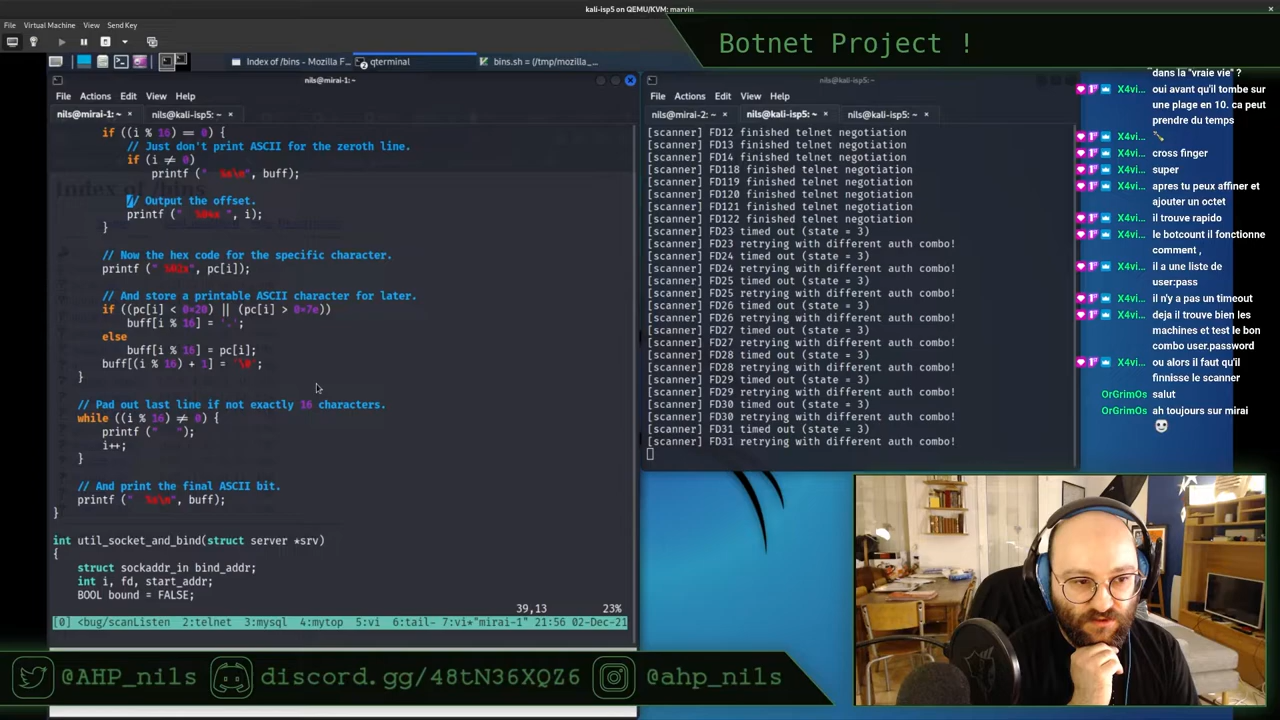 kali-isp5 on QEMU/KVM: marvin
File Virtual Machine View Send Key
Botnet Project !
Index of /bins - Mozilla F…
qterminal
bins.sh = (/tmp/mozilla_…
nils@mirai-1: ~
File Actions Edit View Help
nils@mirai-1: ~ × nils@kali-isp5: ~ ×
if ((i % 16) == 0) {
// Just don't print ASCII for the zeroth line.
if (i ≠ 0)
printf (" %s\n", buff);
// Output the offset.
printf (" %04x ", i);
}
// Now the hex code for the specific character.
printf (" %02x", pc[i]);
// And store a printable ASCII character for later.
if ((pc[i] < 0×20) || (pc[i] > 0×7e))
buff[i % 16] = '.';
else
buff[i % 16] = pc[i];
buff[(i % 16) + 1] = '\0';
}
// Pad out last line if not exactly 16 characters.
while ((i % 16) ≠ 0) {
printf (" ");
i++;
}
// And print the final ASCII bit.
printf (" %s\n", buff);
}
int util_socket_and_bind(struct server *srv)
{
struct sockaddr_in bind_addr;
int i, fd, start_addr;
BOOL bound = FALSE;
39,13 23%
[0] <bug/scanListen 2:telnet 3:mysql 4:mytop 5:vi 6:tail- 7:vi*"mirai-1" 21:56 02-Dec-21
nils@kali-isp5: ~
File Actions Edit View Help
nils@mirai-2: ~ × nils@kali-isp5: ~ × nils@kali-isp5: ~ ×
[scanner] FD12 finished telnet negotiation
[scanner] FD13 finished telnet negotiation
[scanner] FD14 finished telnet negotiation
[scanner] FD118 finished telnet negotiation
[scanner] FD119 finished telnet negotiation
[scanner] FD120 finished telnet negotiation
[scanner] FD121 finished telnet negotiation
[scanner] FD122 finished telnet negotiation
[scanner] FD23 timed out (state = 3)
[scanner] FD23 retrying with different auth combo!
[scanner] FD24 timed out (state = 3)
[scanner] FD24 retrying with different auth combo!
[scanner] FD25 timed out (state = 3)
[scanner] FD25 retrying with different auth combo!
[scanner] FD26 timed out (state = 3)
[scanner] FD26 retrying with different auth combo!
[scanner] FD27 timed out (state = 3)
[scanner] FD27 retrying with different auth combo!
[scanner] FD28 timed out (state = 3)
[scanner] FD28 retrying with different auth combo!
[scanner] FD29 timed out (state = 3)
[scanner] FD29 retrying with different auth combo!
[scanner] FD30 timed out (state = 3)
[scanner] FD30 retrying with different auth combo!
[scanner] FD31 timed out (state = 3)
[scanner] FD31 retrying with different auth combo!
dans la "vraie vie" ?
X4vi… oui avant qu'il tombe sur
une plage en 10. ca peut
prendre du temps
X4vi…
X4vi… cross finger
X4vi… super
X4vi… apres tu peux affiner et
ajouter un octet
X4vi… il trouve rapido
X4vi… le botcount il fonctionne
comment ,
X4vi… il a une liste de
user:pass
X4vi… il n'y a pas un timeout
X4vi… deja il trouve bien les
machines et test le bon
combo user.password
X4vi… ou alors il faut qu'il
finnisse le scanner
OrGrimOs salut
OrGrimOs ah toujours sur mirai
@AHP_nils discord.gg/48tN36XQZ6 @ahp_nils